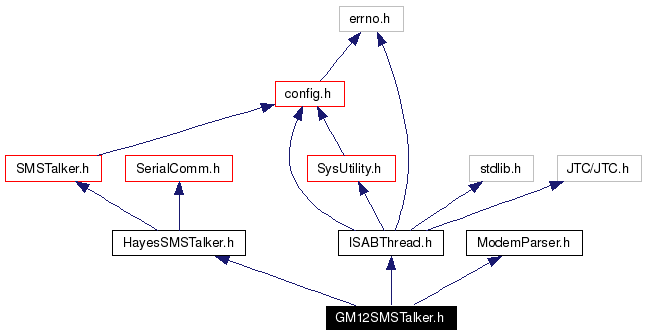 errno.h
config.h
SMSTalker.h
SerialComm.h
SysUtility.h
stdlib.h
JTC/JTC.h
HayesSMSTalker.h
ISABThread.h
ModemParser.h
GM12SMSTalker.h